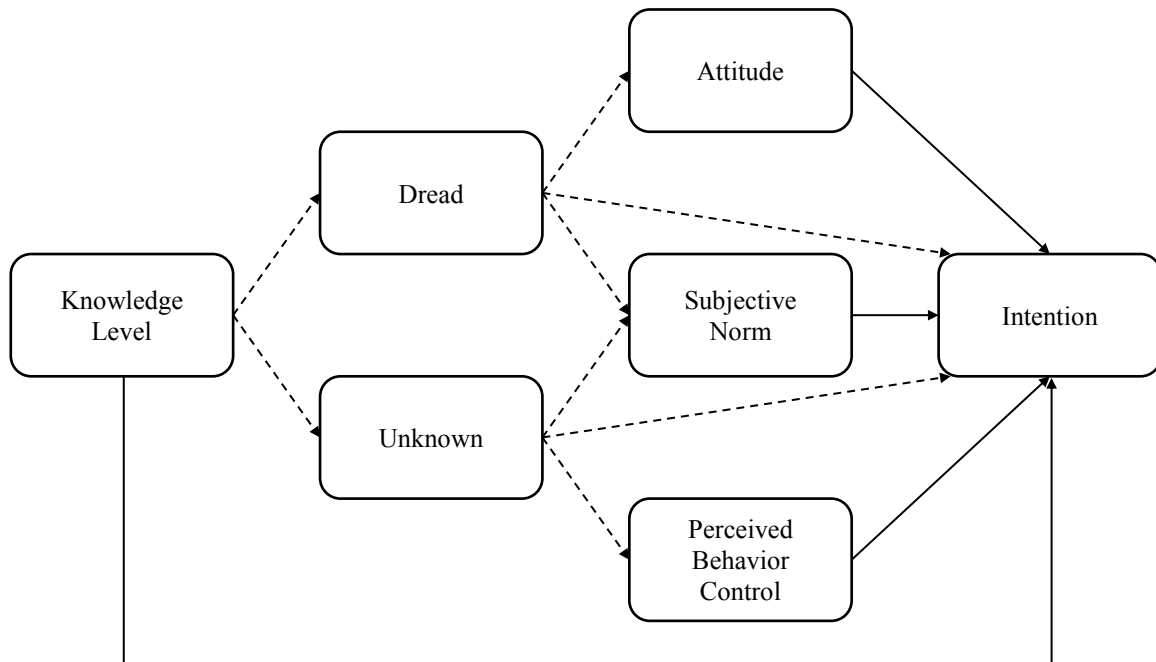 Attitude
Dread
Knowledge
Level
Subjective
Norm
Intention
Unknown
Perceived
Behavior
Control